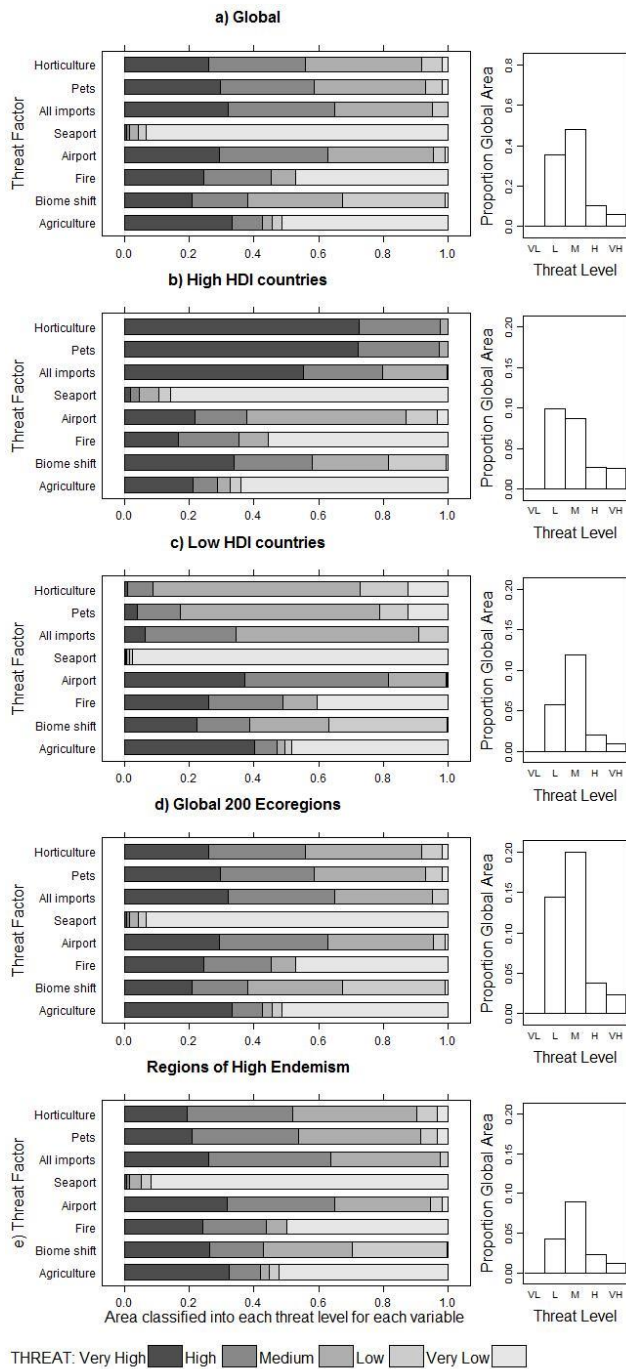 a) Global
Threat Factor
Horticulture
Pets
All imports
Seaport
Airport
Fire
Biome shift
Agriculture
0.0 0.2 0.4 0.6 0.8 1.0
Proportion Global Area
0.0 0.2 0.4 0.6 0.8
VL L M H VH
Threat Level
b) High HDI countries
Threat Factor
Horticulture
Pets
All imports
Seaport
Airport
Fire
Biome shift
Agriculture
0.0 0.2 0.4 0.6 0.8 1.0
Proportion Global Area
0.00 0.05 0.10 0.15 0.20
VL L M H VH
Threat Level
c) Low HDI countries
Threat Factor
Horticulture
Pets
All imports
Seaport
Airport
Fire
Biome shift
Agriculture
0.0 0.2 0.4 0.6 0.8 1.0
Proportion Global Area
0.00 0.05 0.10 0.15 0.20
VL L M H VH
Threat Level
d) Global 200 Ecoregions
Threat Factor
Horticulture
Pets
All imports
Seaport
Airport
Fire
Biome shift
Agriculture
0.0 0.2 0.4 0.6 0.8 1.0
Proportion Global Area
0.00 0.05 0.10 0.15 0.20
VL L M H VH
Threat Level
Regions of High Endemism
e) Threat Factor
Horticulture
Pets
All imports
Seaport
Airport
Fire
Biome shift
Agriculture
0.0 0.2 0.4 0.6 0.8 1.0
Area classified into each threat level for each variable
Proportion Global Area
0.00 0.05 0.10 0.15 0.20
VL L M H VH
Threat Level
THREAT: Very High High Medium Low Very Low